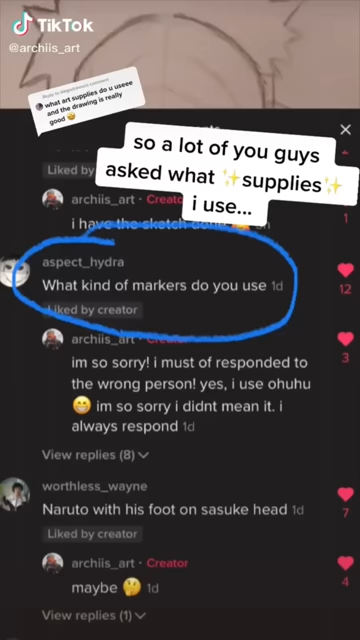 TikTok
@archiis_art
what art supplies do u useee
and the drawing is really
good 🤩
so a lot of you guys
asked what ✨supplies✨
i use...
Liked by
1
archiis_art · Creato
i have the sketch done
aspect_hydra
What kind of markers do you use 1d
12
Liked by creator
archiis_art · Creator
3
im so sorry! i must of responded to
the wrong person! yes, i use ohuhu
😁 im so sorry i didnt mean it. i
always respond 1d
View replies (8)
worthless_wayne
Naruto with his foot on sasuke head 1d
7
Liked by creator
archiis_art · Creator
4
maybe 🤔 1d
View replies (1)